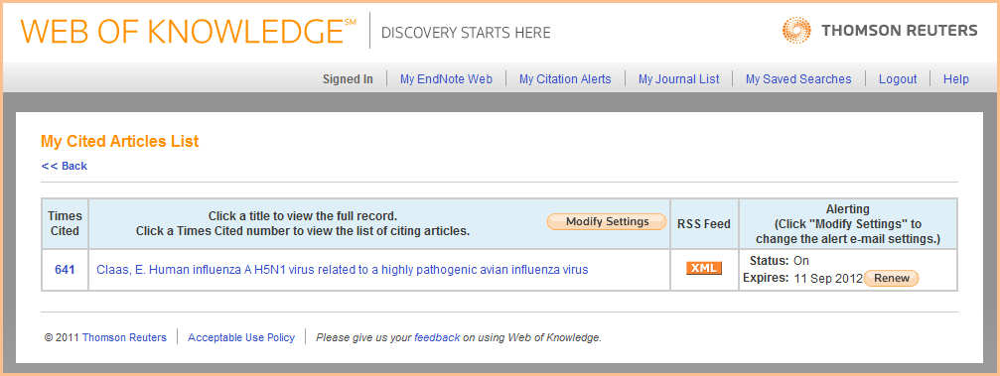 WEB OF KNOWLEDGE℠ DISCOVERY STARTS HERE THOMSON REUTERS
Signed In My EndNote Web My Citation Alerts My Journal List My Saved Searches Logout Help
My Cited Articles List
<< Back
Times Cited
Click a title to view the full record.
Click a Times Cited number to view the list of citing articles.
Modify Settings
RSS Feed
Alerting
(Click "Modify Settings" to
change the alert e-mail settings.)
641 Claas, E. Human influenza A H5N1 virus related to a highly pathogenic avian influenza virus XML
Status: On
Expires: 11 Sep 2012 Renew
© 2011 Thomson Reuters Acceptable Use Policy Please give us your feedback on using Web of Knowledge.